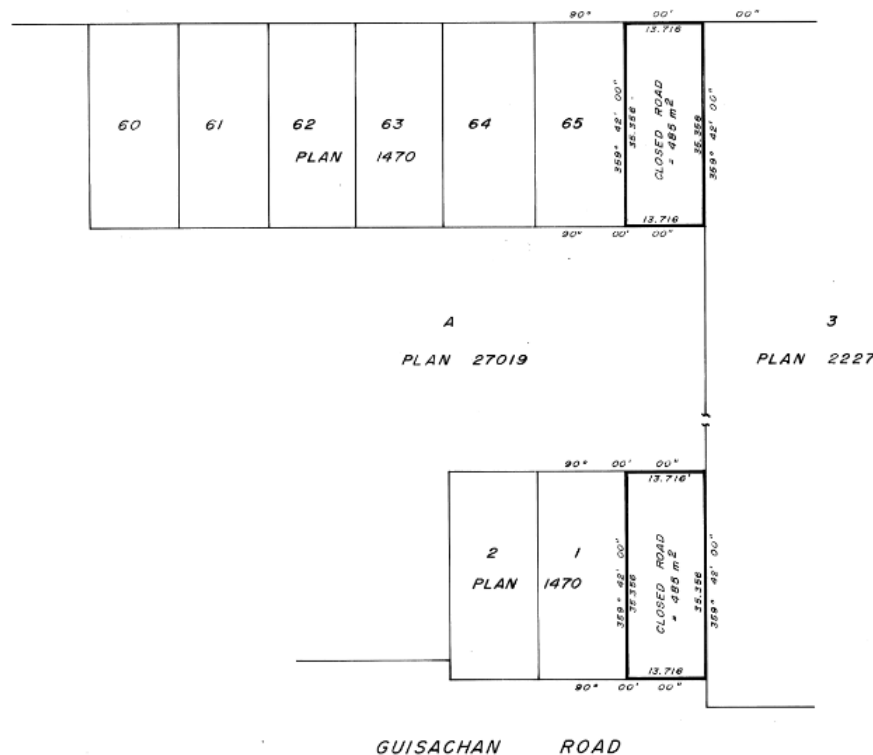 90° 00' 00"
13.716
60 61 62 63 64 65
PLAN 1470
359° 42' 00"
35.356
CLOSED ROAD
= 485 m2
35.356
359° 42' 00"
13.716
90° 00' 00"
A
PLAN 27019
3
PLAN 2227
90° 00' 00"
13.716'
2 1
PLAN 1470
359° 42' 00"
35.356
CLOSED ROAD
= 485 m2
35.356
359° 42' 00"
13.716
90° 00' 00"
GUISACHAN ROAD